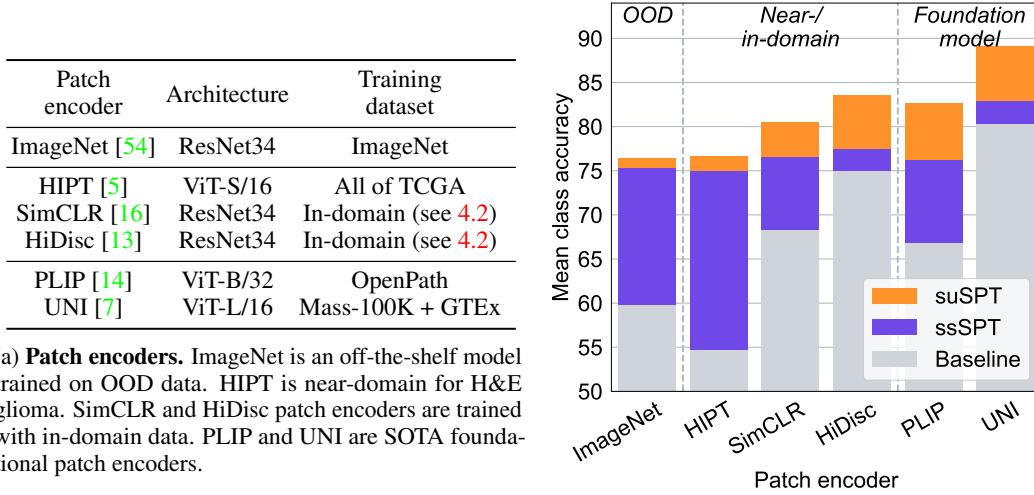 Patch
encoder
Architecture
Training
dataset
ImageNet [54] ResNet34 ImageNet
HIPT [5] ViT-S/16 All of TCGA
SimCLR [16] ResNet34 In-domain (see 4.2)
HiDisc [13] ResNet34 In-domain (see 4.2)
PLIP [14] ViT-B/32 OpenPath
UNI [7] ViT-L/16 Mass-100K + GTEx
a) Patch encoders. ImageNet is an off-the-shelf model
trained on OOD data. HIPT is near-domain for H&E
glioma. SimCLR and HiDisc patch encoders are trained
with in-domain data. PLIP and UNI are SOTA founda-
tional patch encoders.
OOD
Near-/
in-domain
Foundation
model
Mean class accuracy
90
85
80
75
70
65
60
55
50
suSPT
ssSPT
Baseline
ImageNet
HIPT
SimCLR
HiDisc
PLIP
UNI
Patch encoder